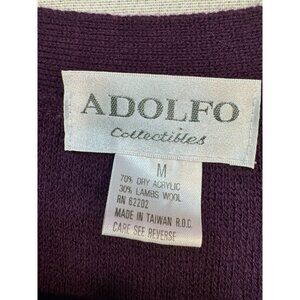 ADOLFO
Collectibles
M
70% DRY ACRYLIC
30% LAMBS WOOL
RN 62202
MADE IN TAIWAN R.O.C.
CARE SEE REVERSE